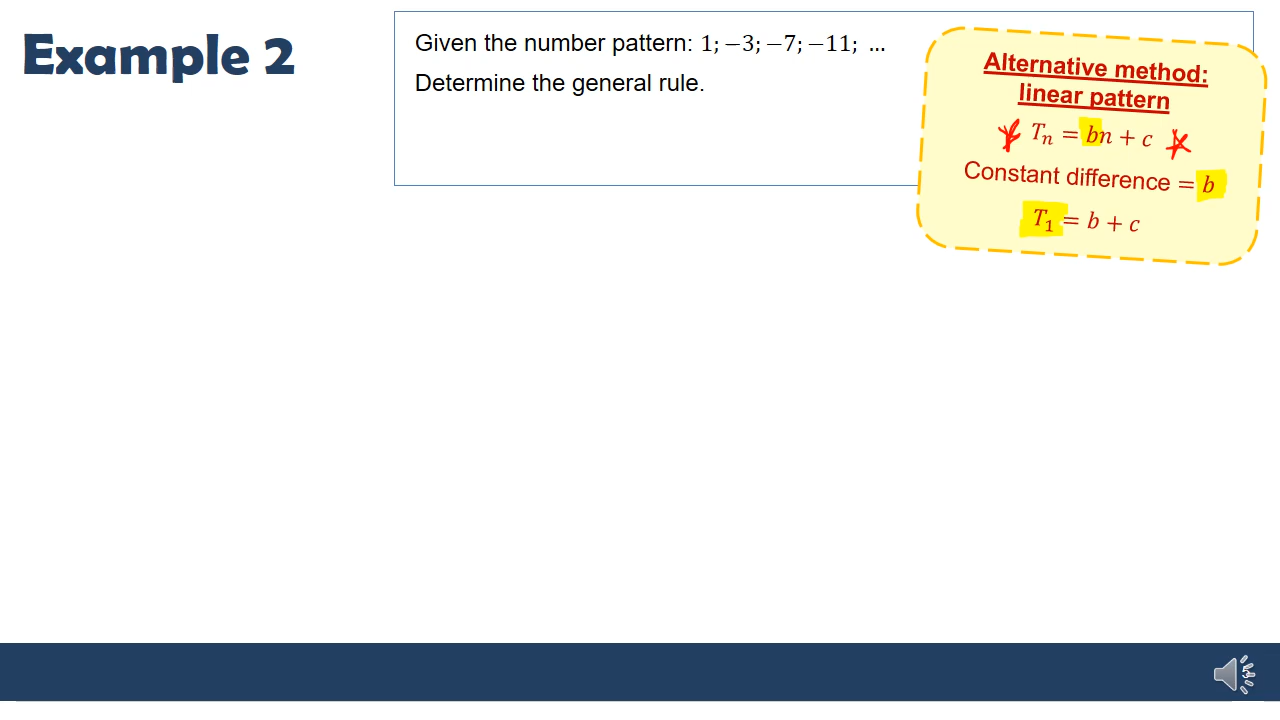 Example 2
Given the number pattern: 1; −3; −7; −11; ...
Determine the general rule.
Alternative method:
linear pattern
Tₙ = bn + c
Constant difference = b
T₁ = b + c